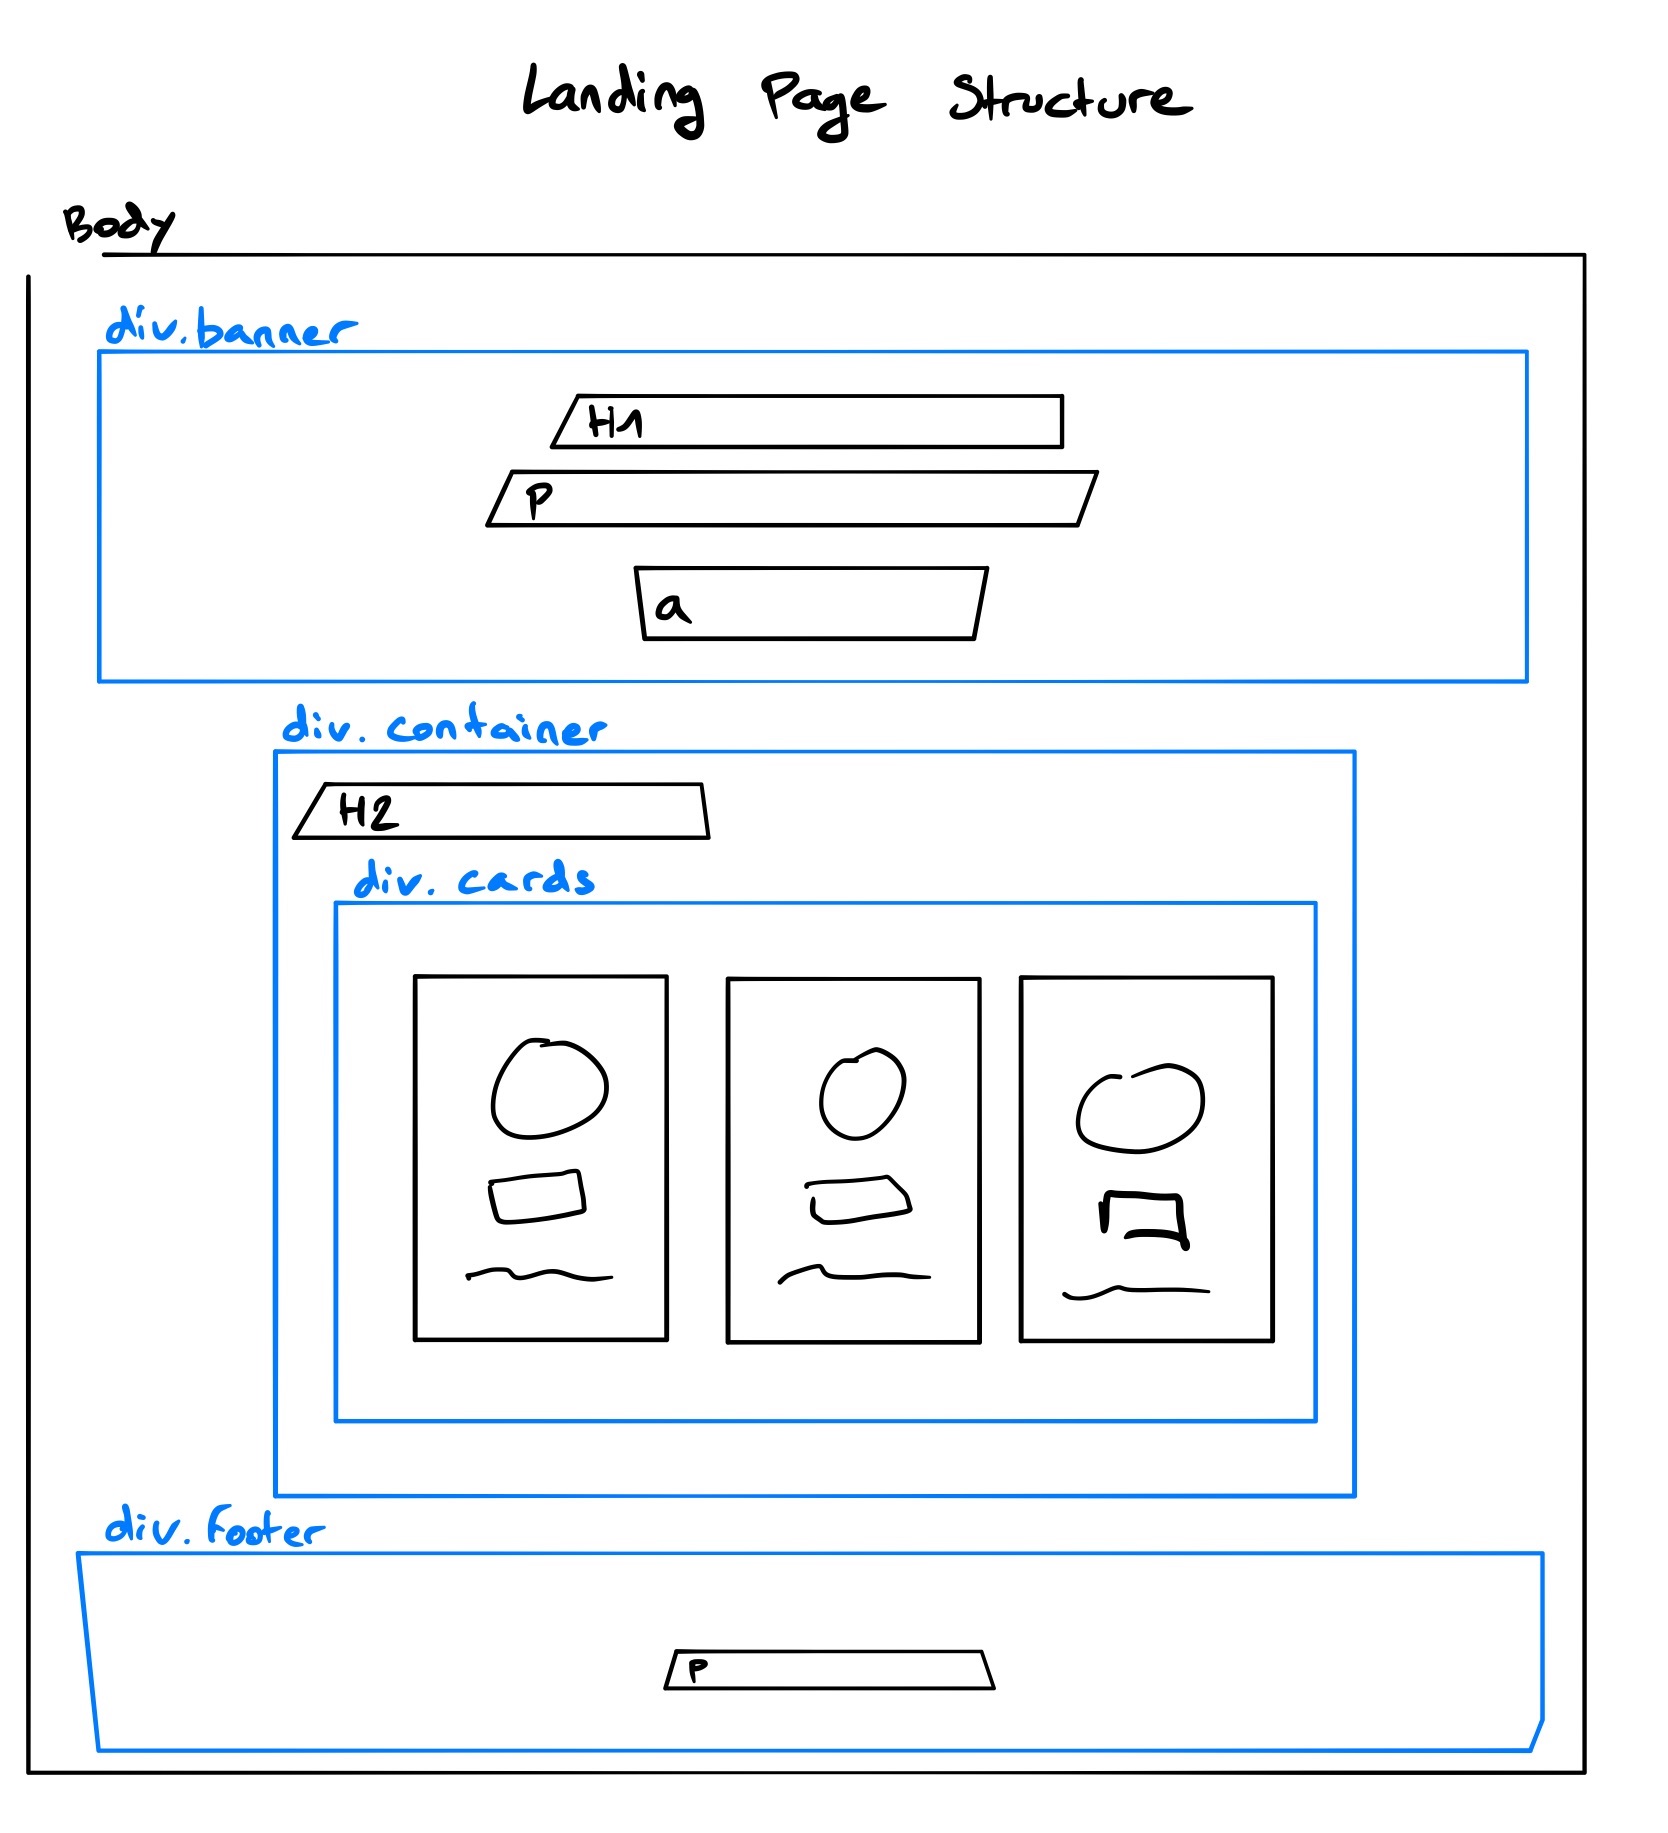 Landing Page Structure
Body
div.banner
H1
P
a
div. container
H2
div. cards
div. footer
P